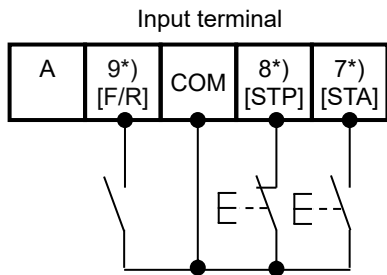 Input terminal
A
9*)
[F/R]
COM
8*)
[STP]
7*)
[STA]